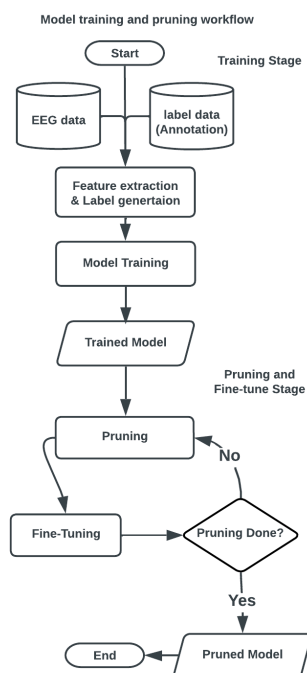 Model training and pruning workflow
Start
Training Stage
EEG data
label data
(Annotation)
Feature extraction
& Label genertaion
Model Training
Trained Model
Pruning and
Fine-tune Stage
Pruning
No
Fine-Tuning
Pruning Done?
Yes
End
Pruned Model